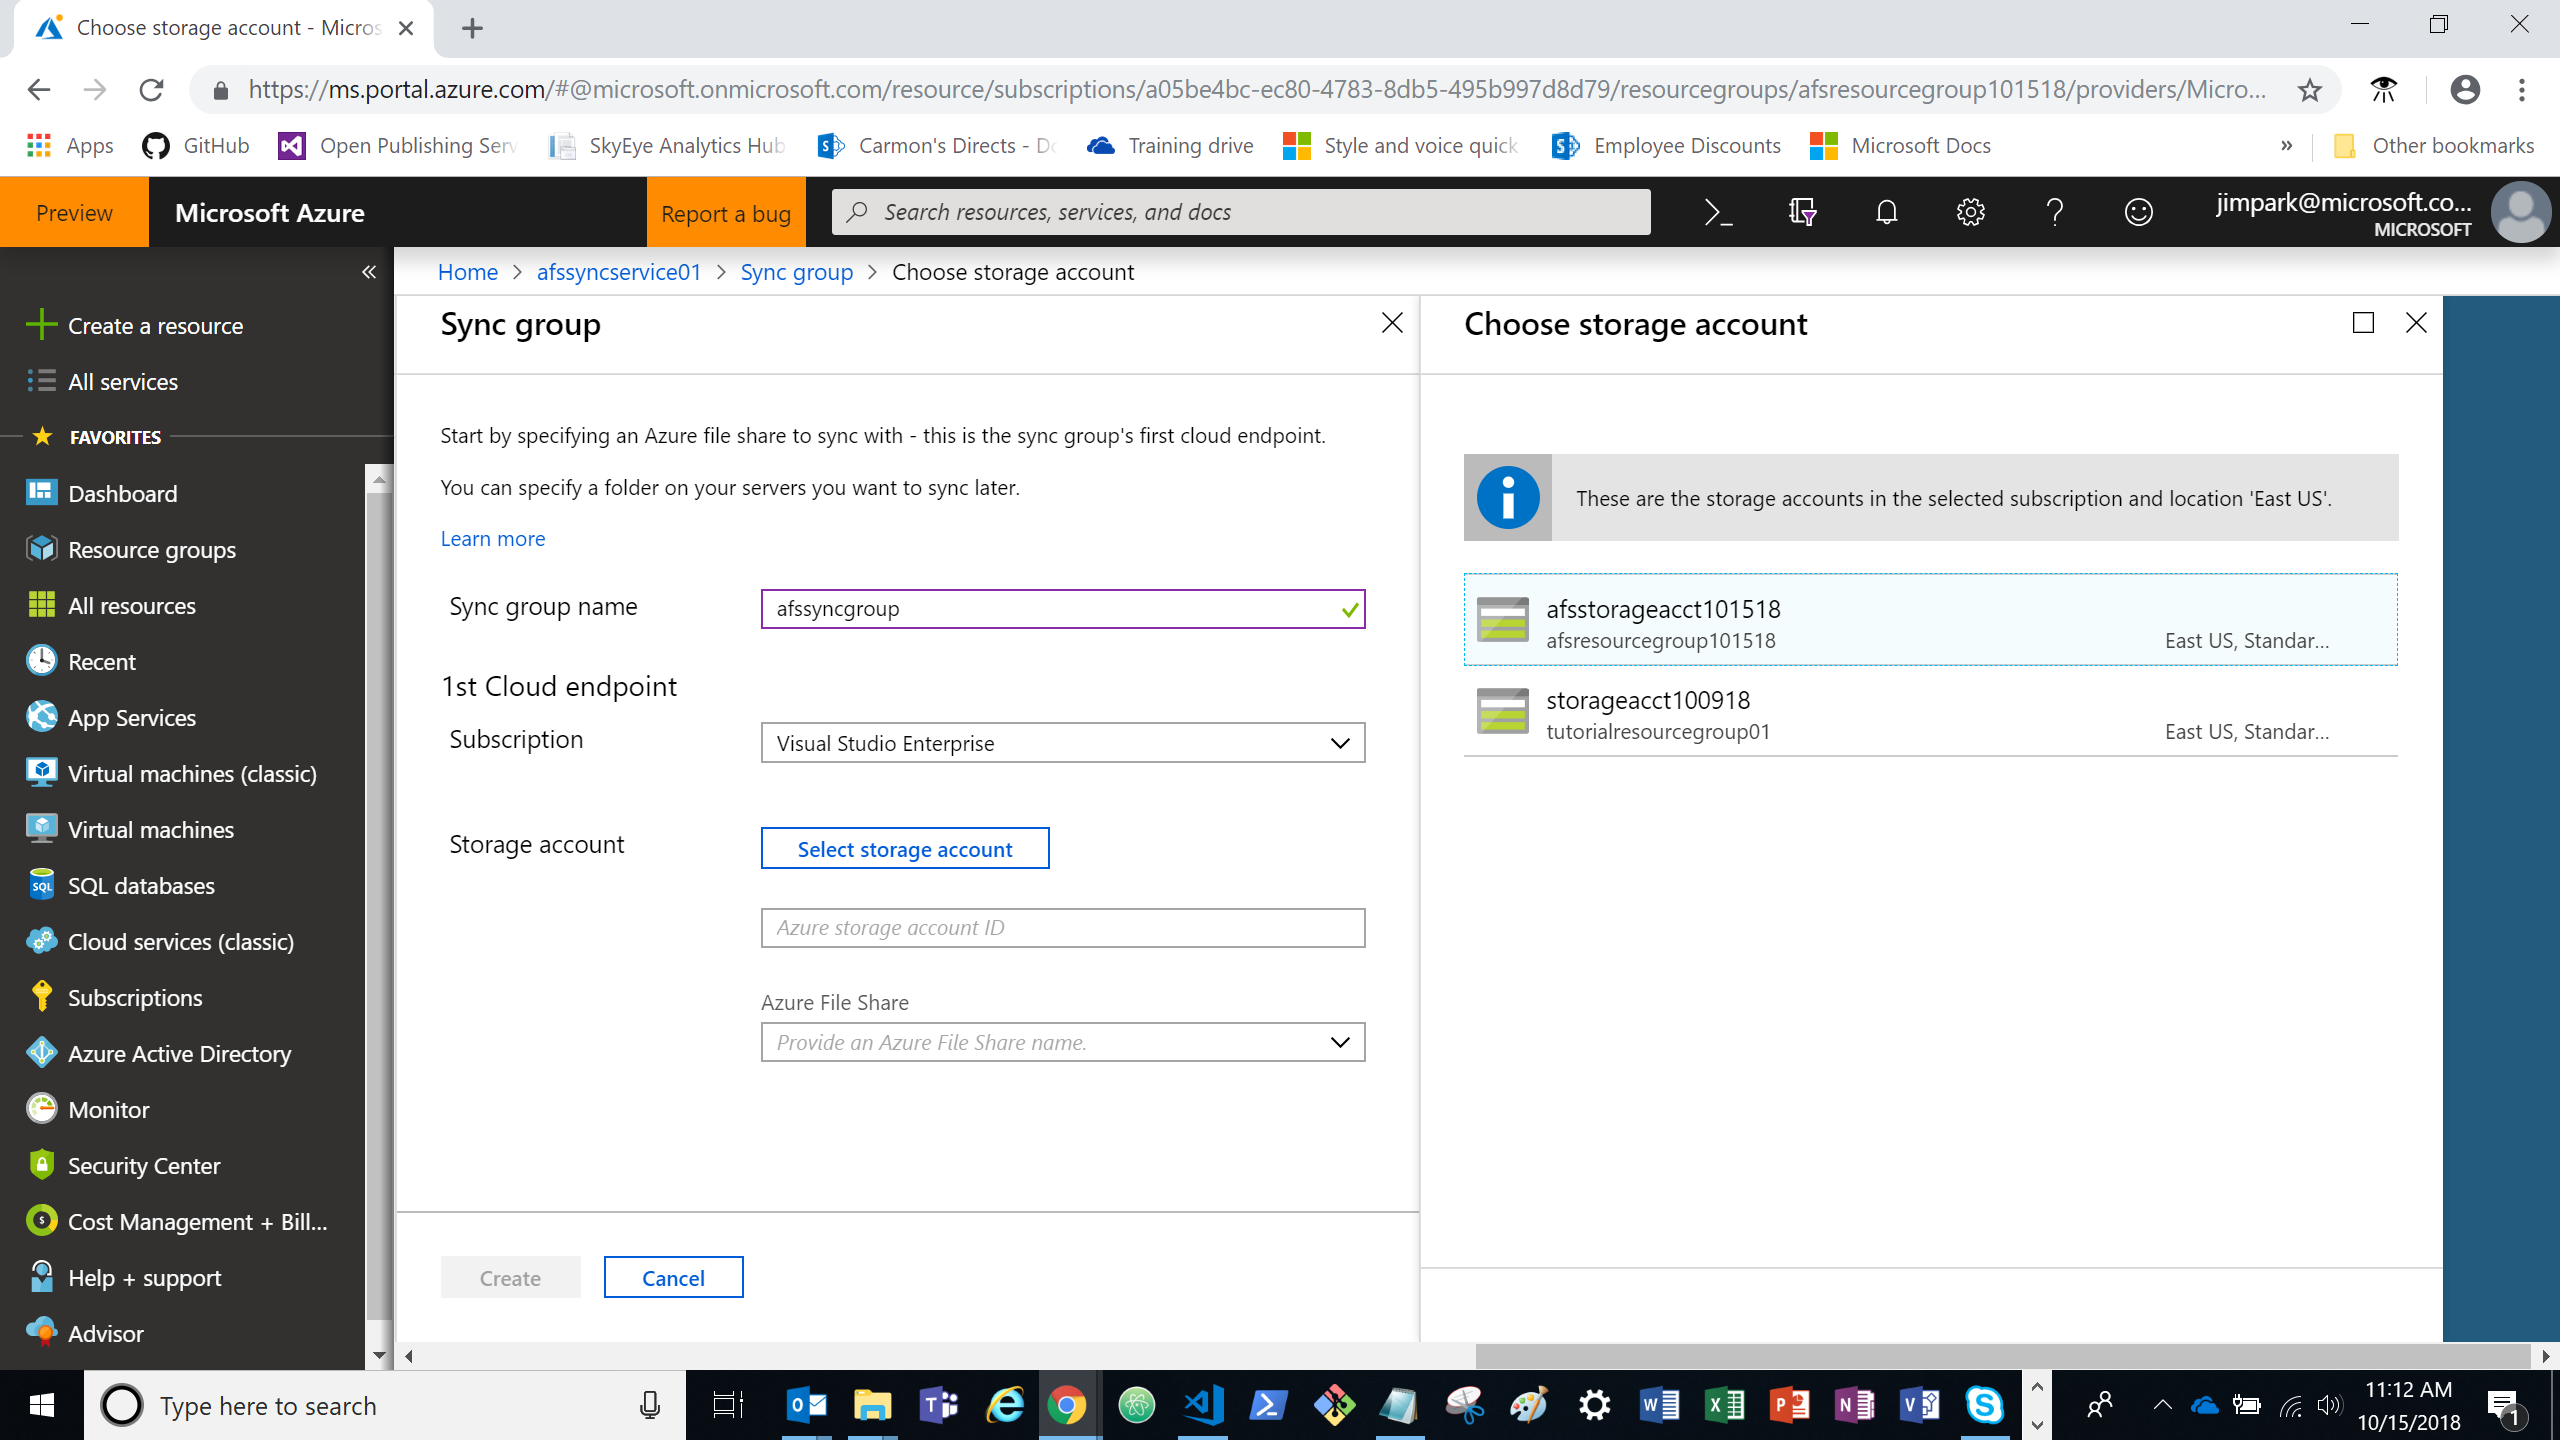 Choose storage account - Micros
https://ms.portal.azure.com/#@microsoft.onmicrosoft.com/resource/subscriptions/a05be4bc-ec80-4783-8db5-495b997d8d79/resourcegroups/afsresourcegroup101518/providers/Micro...
Apps GitHub Open Publishing Serv SkyEye Analytics Hub Carmon's Directs - Do Training drive Style and voice quick Employee Discounts Microsoft Docs » Other bookmarks
Preview Microsoft Azure Report a bug Search resources, services, and docs jimpark@microsoft.co...
MICROSOFT
Home > afssyncservice01 > Sync group > Choose storage account
Create a resource
All services
FAVORITES
Dashboard
Resource groups
All resources
Recent
App Services
Virtual machines (classic)
Virtual machines
SQL databases
Cloud services (classic)
Subscriptions
Azure Active Directory
Monitor
Security Center
Cost Management + Bill...
Help + support
Advisor
Sync group
Start by specifying an Azure file share to sync with - this is the sync group's first cloud endpoint.
You can specify a folder on your servers you want to sync later.
Learn more
Sync group name afssyncgroup
1st Cloud endpoint
Subscription Visual Studio Enterprise
Storage account Select storage account
Azure storage account ID
Azure File Share
Provide an Azure File Share name.
Create Cancel
Choose storage account
These are the storage accounts in the selected subscription and location 'East US'.
afsstorageacct101518
afsresourcegroup101518 East US, Standar...
storageacct100918
tutorialresourcegroup01 East US, Standar...
Type here to search
11:12 AM
10/15/2018
1